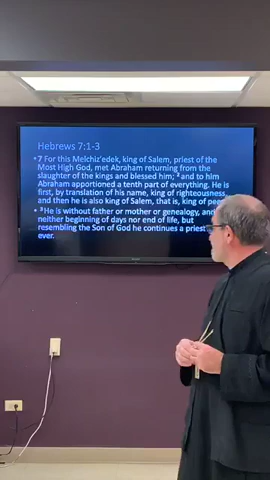 Hebrews 7:1-3
• 7 For this Melchiz'edek, king of Salem, priest of the
Most High God, met Abraham returning from the
slaughter of the kings and blessed him; ² and to him
Abraham apportioned a tenth part of everything. He is
first, by translation of his name, king of righteousness,
and then he is also king of Salem, that is, king of
• ³ He is without father or mother or genealogy, and
neither beginning of days nor end of life, but
resembling the Son of God he continues a priest
ever.